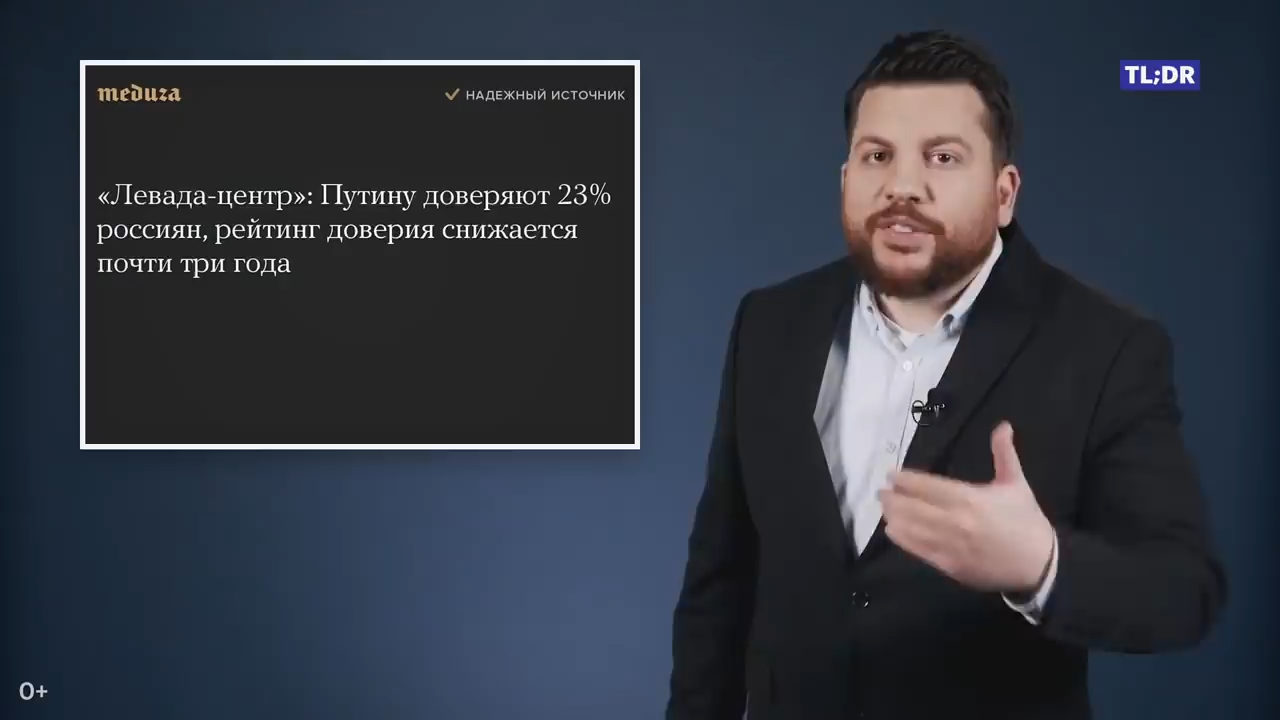 meduza
НАДЕЖНЫЙ ИСТОЧНИК
«Левада-центр»: Путину доверяют 23%
россиян, рейтинг доверия снижается
почти три года
TL;DR
0+